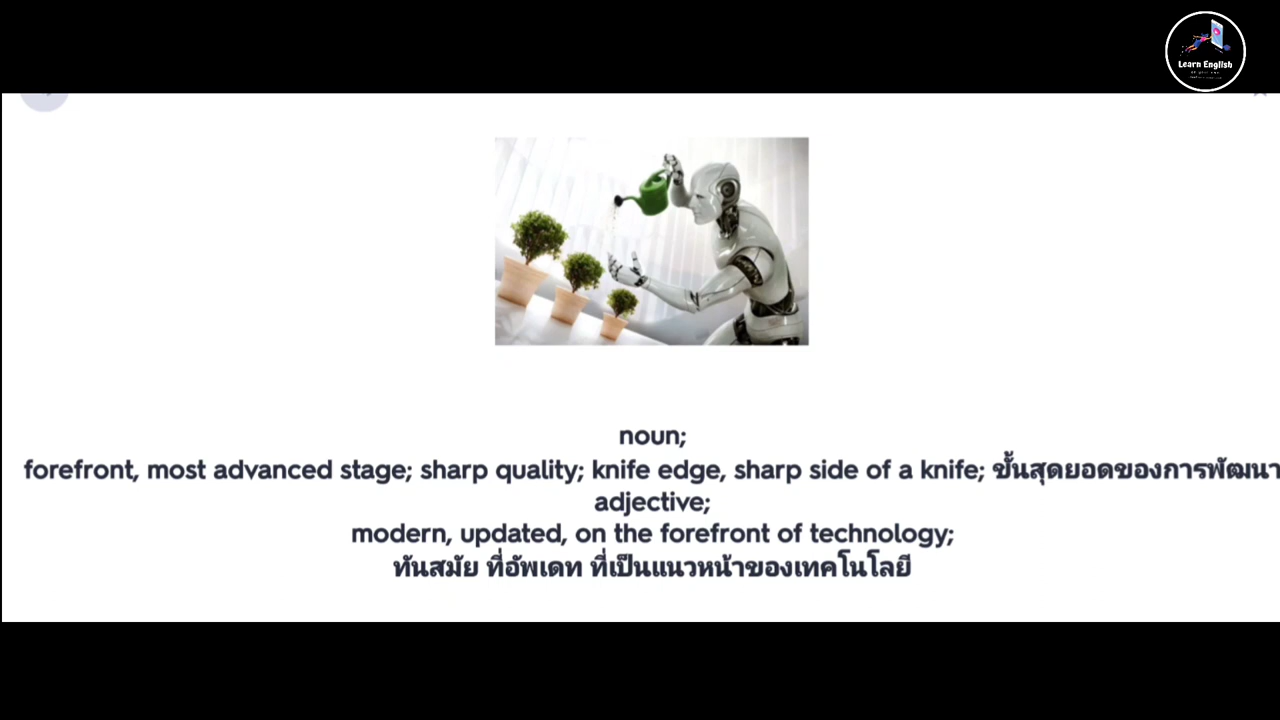 Learn English
noun;
forefront, most advanced stage; sharp quality; knife edge, sharp side of a knife; ขั้นสุดยอดของการพัฒนา
adjective;
modern, updated, on the forefront of technology;
ทันสมัย ที่อัพเดท ที่เป็นแนวหน้าของเทคโนโลยี